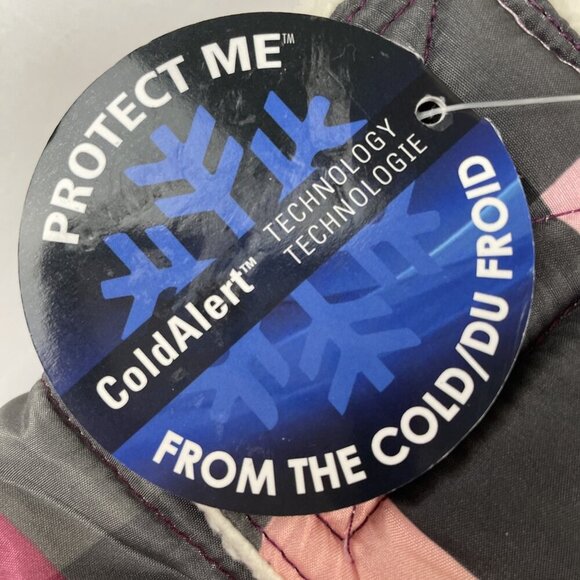 PROTECT ME™
ColdAlert™
TECHNOLOGY
TECHNOLOGIE
FROM THE COLD/DU FROID